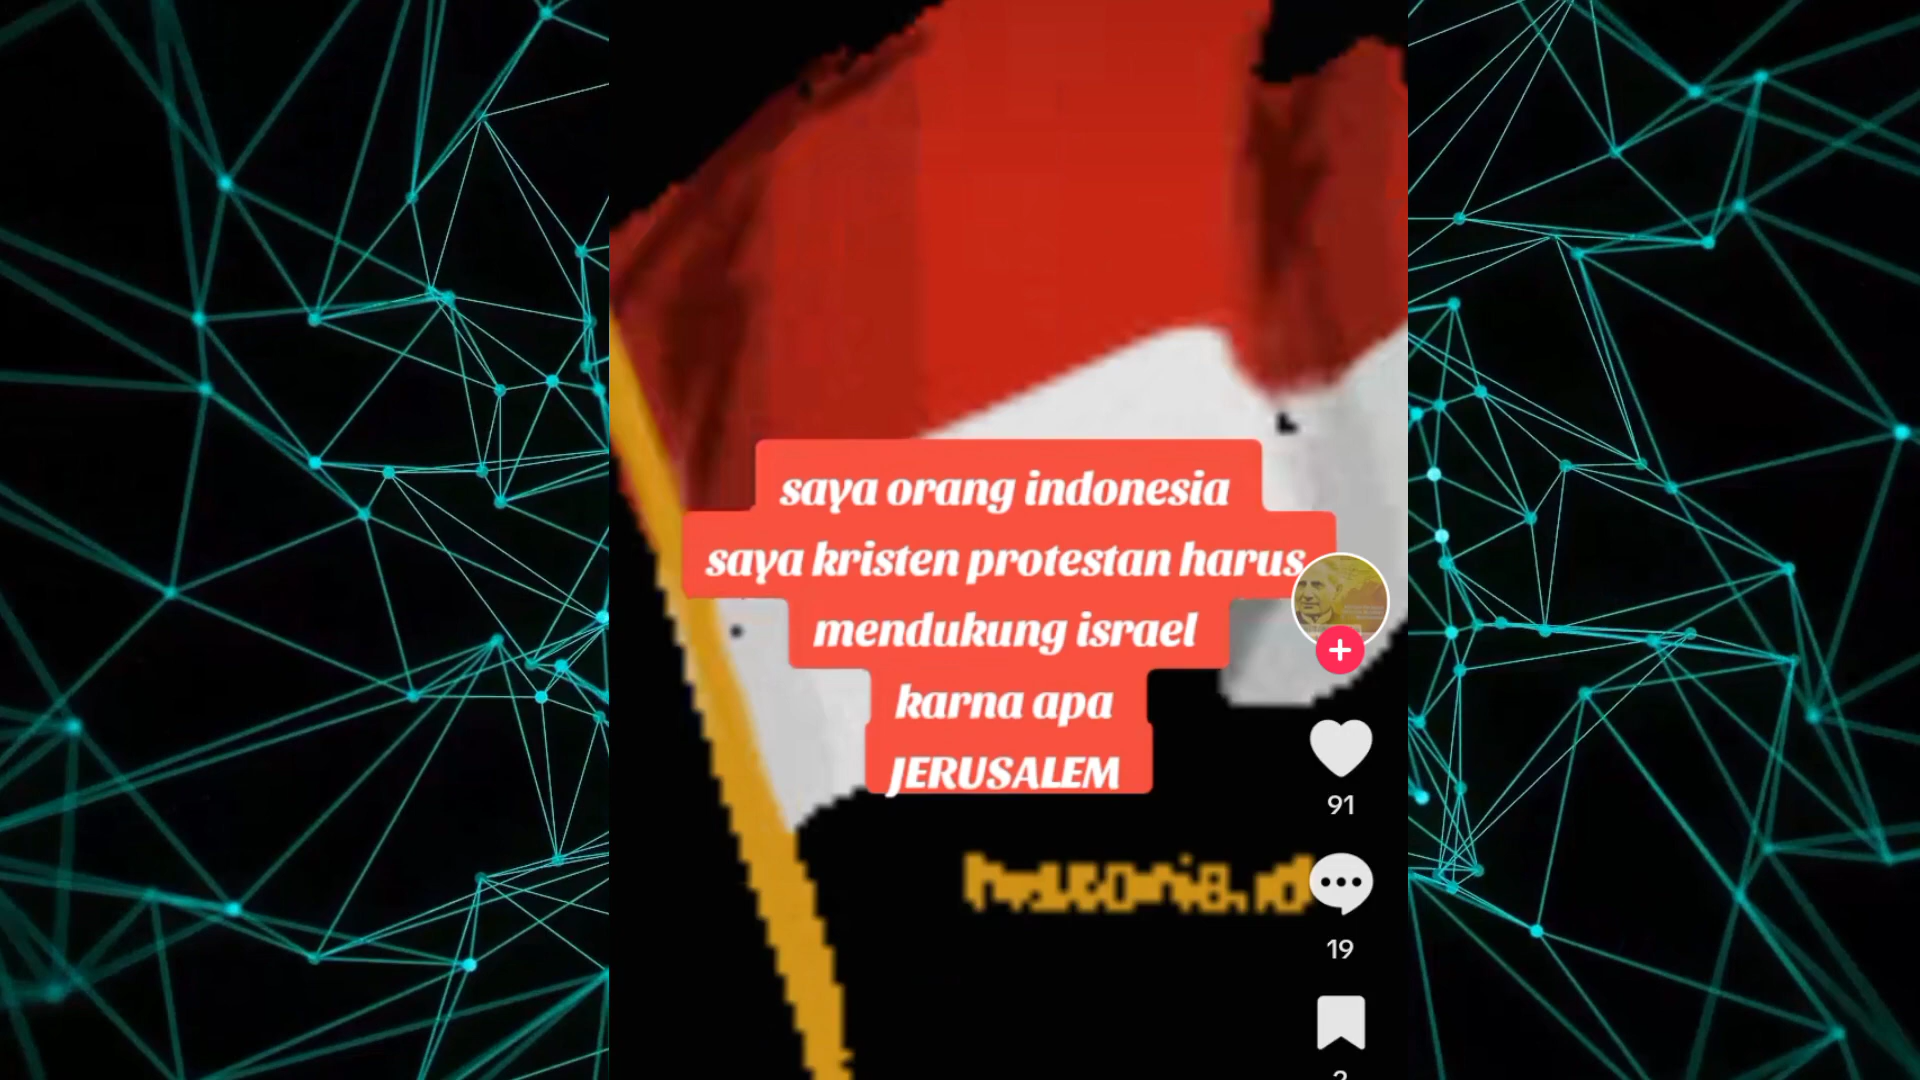 saya orang indonesia
saya kristen protestan harus
mendukung israel
karna apa
JERUSALEM
91
19